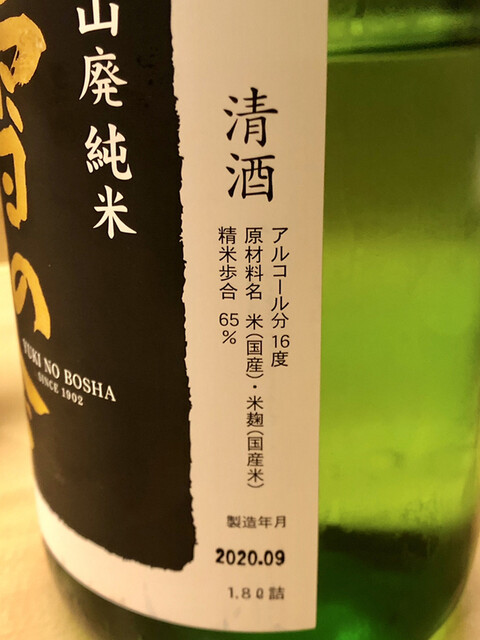 山廃純米
の
YUKI NO BOSHA
SINCE 1902
清酒
アルコール分 16度
原材料名 米(国産)・米麹(国産米)
精米歩合 65%
製造年月
2020.09
1.8ℓ詰